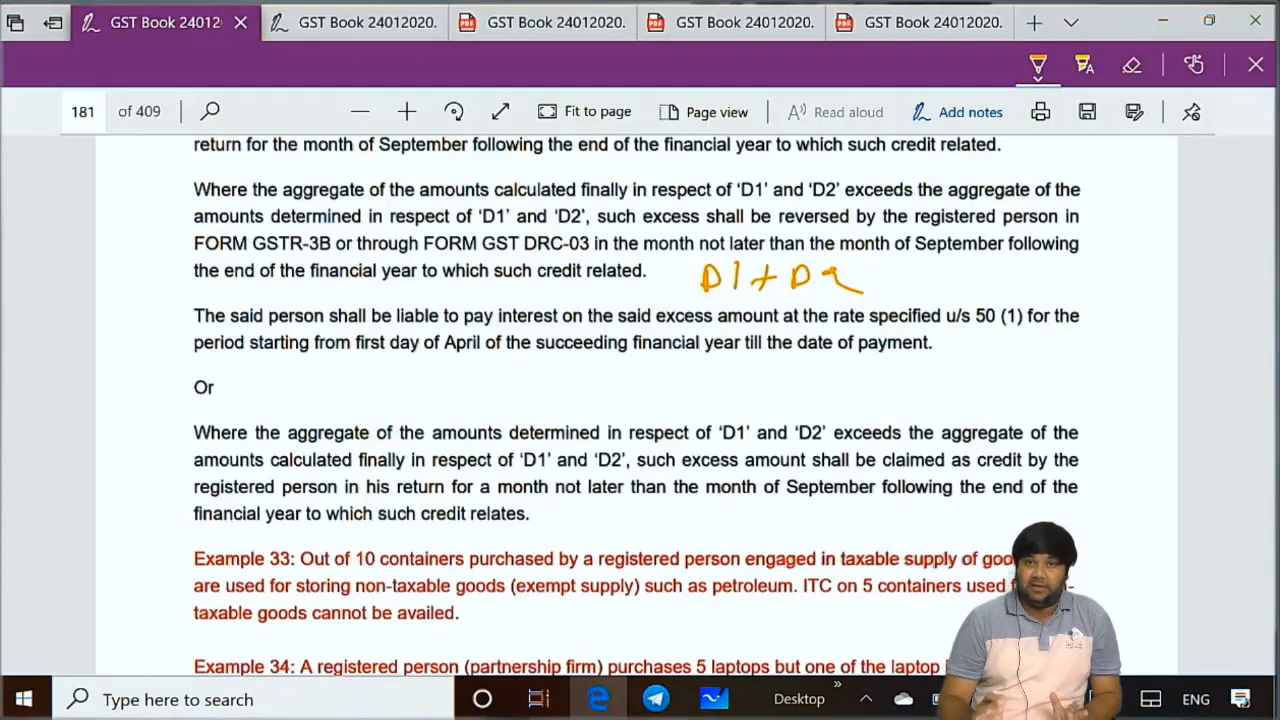 GST Book 24012
GST Book 24012020.
GST Book 24012020.
GST Book 24012020.
GST Book 24012020.
181 of 409
Fit to page
Page view
Read aloud
Add notes
return for the month of September following the end of the financial year to which such credit related.
Where the aggregate of the amounts calculated finally in respect of ‘D1’ and ‘D2’ exceeds the aggregate of the
amounts determined in respect of ‘D1’ and ‘D2’, such excess shall be reversed by the registered person in
FORM GSTR-3B or through FORM GST DRC-03 in the month not later than the month of September following
the end of the financial year to which such credit related.
D1+D2
The said person shall be liable to pay interest on the said excess amount at the rate specified u/s 50 (1) for the
period starting from first day of April of the succeeding financial year till the date of payment.
Or
Where the aggregate of the amounts determined in respect of ‘D1’ and ‘D2’ exceeds the aggregate of the
amounts calculated finally in respect of ‘D1’ and ‘D2’, such excess amount shall be claimed as credit by the
registered person in his return for a month not later than the month of September following the end of the
financial year to which such credit relates.
Example 33: Out of 10 containers purchased by a registered person engaged in taxable supply of
are used for storing non-taxable goods (exempt supply) such as petroleum. ITC on 5 containers used
taxable goods cannot be availed.
Example 34: A registered person (partnership firm) purchases 5 laptops but one of the laptop
Type here to search
Desktop
ENG